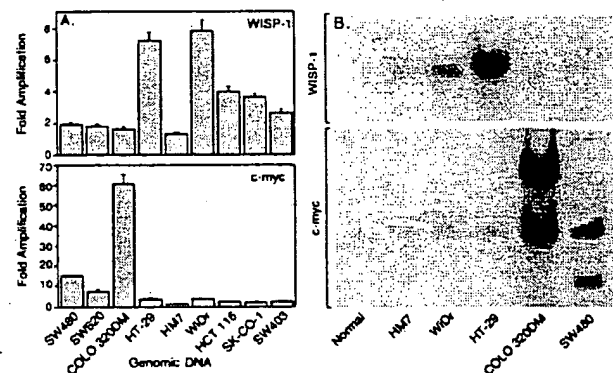 A.
WISP-1
Fold Amplification
8
6
4
2
0
c-myc
Fold Amplification
70
60
50
40
30
20
10
0
SW480
SW620
COLO 320DM
HT-29
HM7
WiDr
HCT 116
SK-CO-1
SW403
Genomic DNA
B.
WISP-1
c-myc
Normal
HM7
WiDr
HT-29
COLO 320DM
SW480